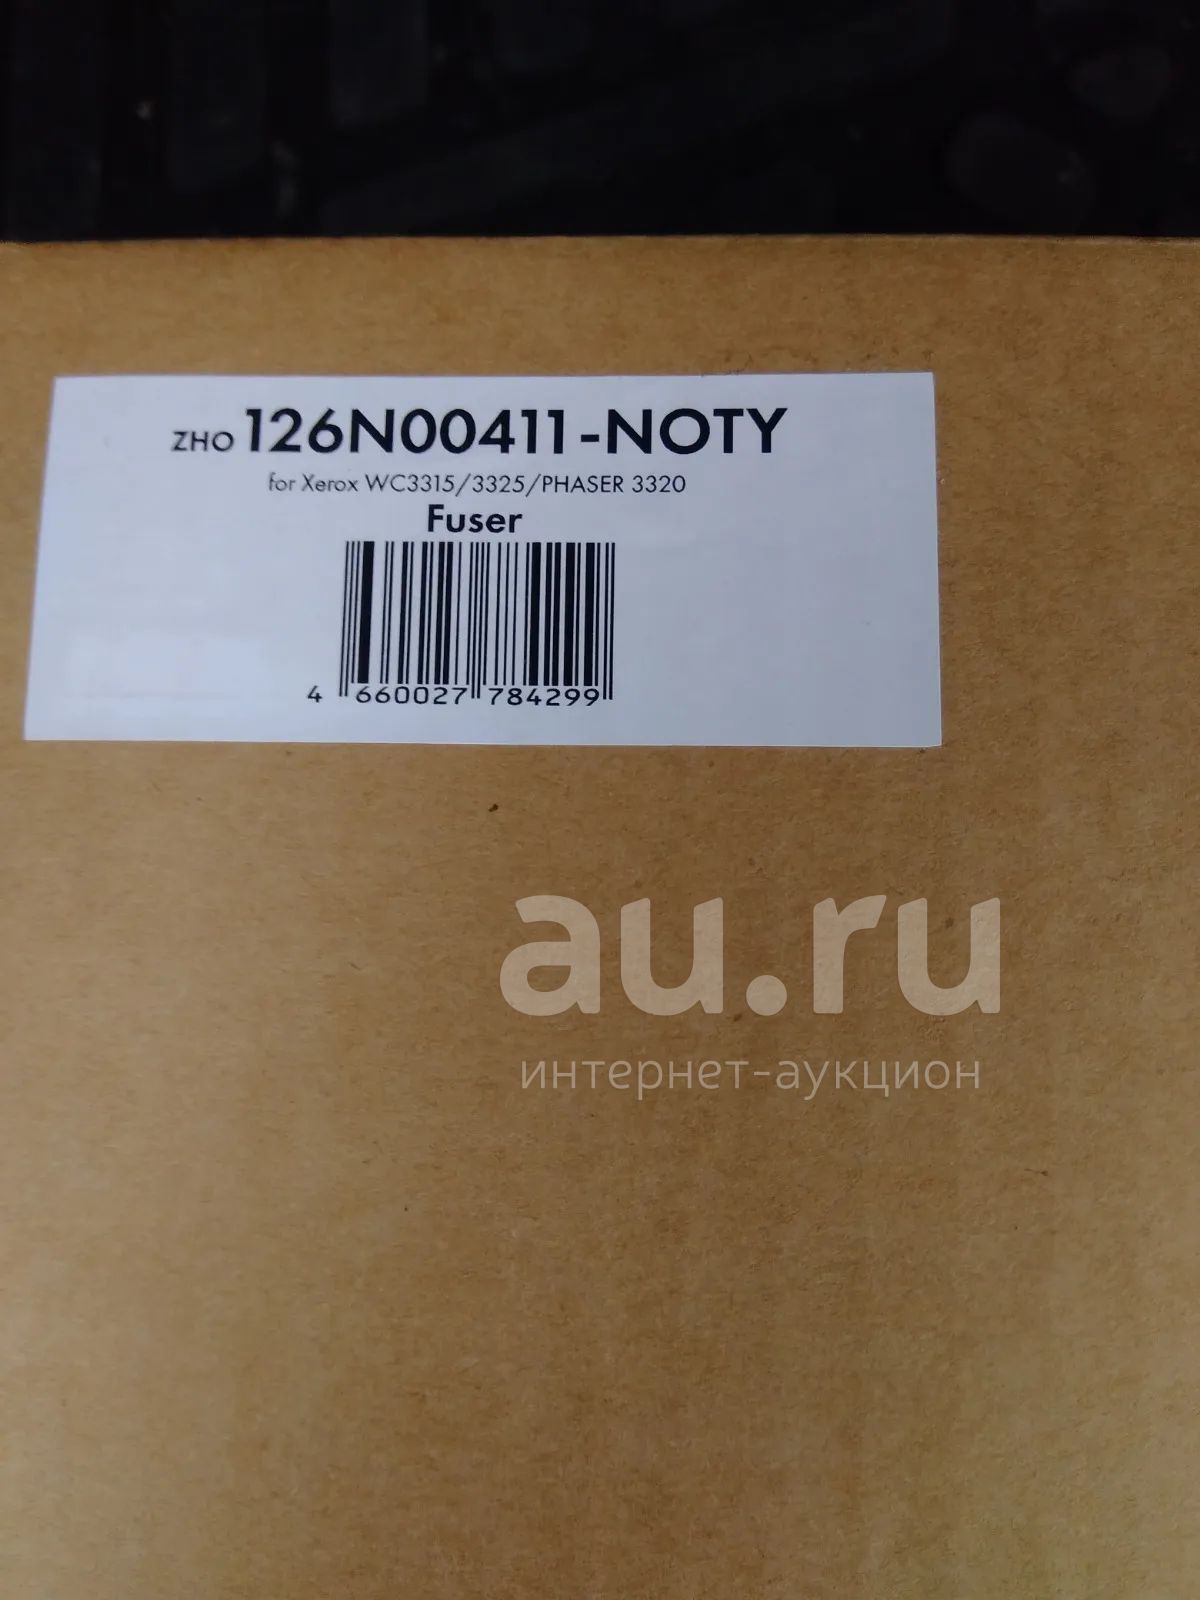 ZHO 126N00411-NOTY
for Xerox WC3315/3325/PHASER 3320
Fuser
4 660027 784299
au.ru
интернет-аукцион